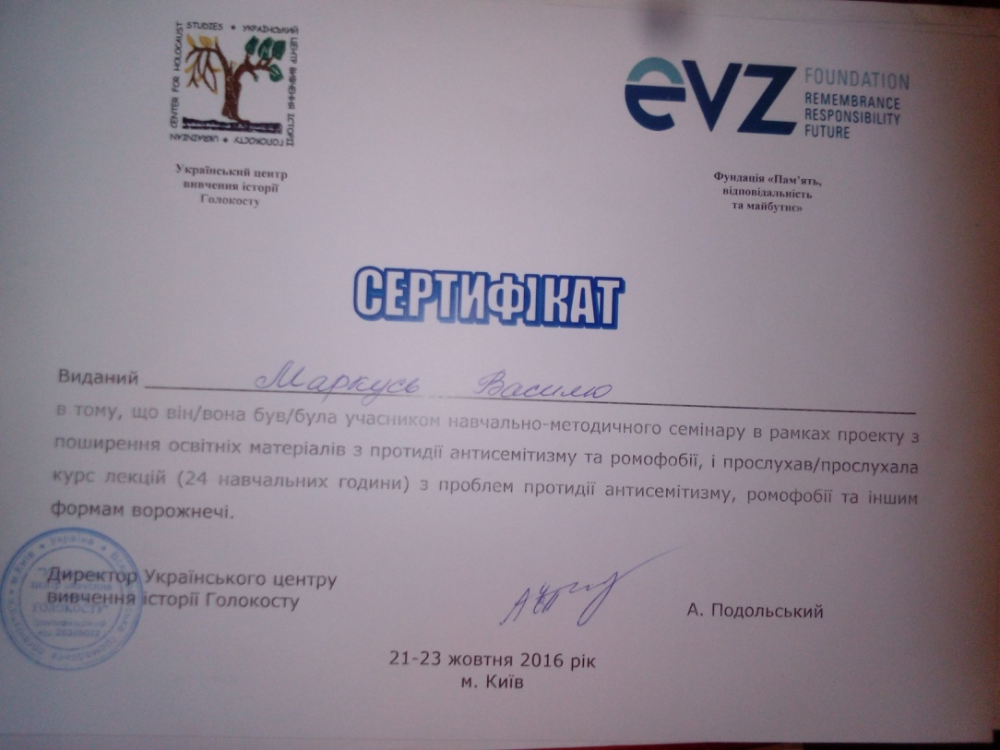 CENTER FOR HOLOCAUST STUDIES • УКРАЇНСЬКИЙ ЦЕНТР ВИВЧЕННЯ ІСТОРІЇ ГОЛОКОСТУ • UKRAINIAN
Український центр
вивчення історії
Голокосту
evz FOUNDATION
REMEMBRANCE
RESPONSIBILITY
FUTURE
Фундація «Пам'ять,
відповідальність
та майбутнє»
СЕРТИФІКАТ
Виданий Маркусь Василю
в тому, що він/вона був/була учасником навчально-методичного семінару в рамках проекту з
поширення освітніх матеріалів з протидії антисемітизму та ромофобії, і прослухав/прослухала
курс лекцій (24 навчальних години) з проблем протидії антисемітизму, ромофобії та іншим
формам ворожнечі.
Директор Українського центру
вивчення історії Голокосту
А. Подольський
21-23 жовтня 2016 рік
м. Київ
Україна
м. Київ
ГОЛОКОСТУ"